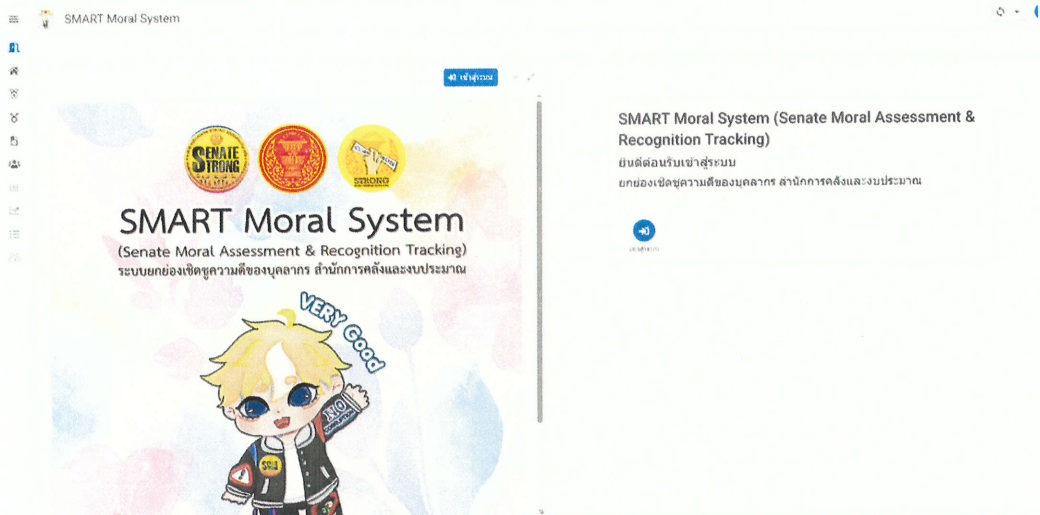 SMART Moral System
เข้าสู่ระบบ
SENATE
STRONG
STRONG
SMART Moral System
(Senate Moral Assessment & Recognition Tracking)
ระบบยกย่องเชิดชูความดีของบุคลากร สำนักการคลังและงบประมาณ
VERY GOOD
NO
SMART Moral System (Senate Moral Assessment &
Recognition Tracking)
ยินดีต้อนรับเข้าสู่ระบบ
ยกย่องเชิดชูความดีของบุคลากร สำนักการคลังและงบประมาณ